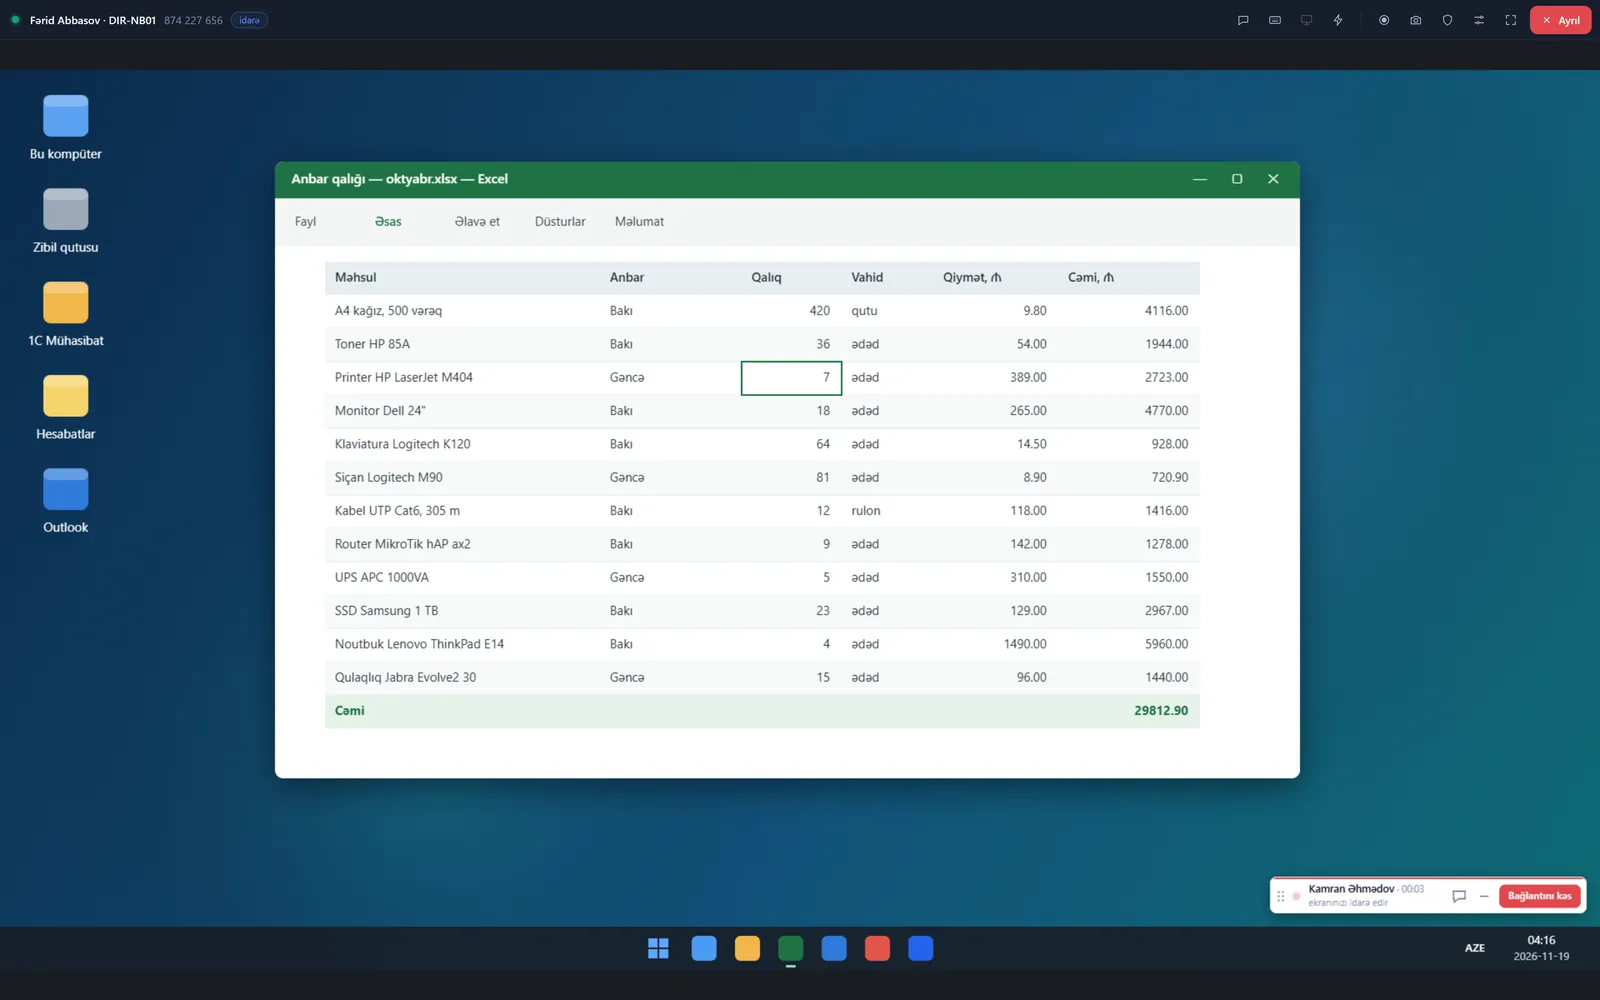 Fərid Abbasov · DIR-NB01 874 227 656 idarə
Ayrıl
Bu kompüter
Zibil qutusu
1C Mühasibat
Hesabatlar
Outlook
Anbar qalığı — oktyabr.xlsx — Excel
Fayl Əsas Əlavə et Düsturlar Məlumat
Məhsul Anbar Qalıq Vahid Qiymət, ₼ Cəmi, ₼
A4 kağız, 500 vərəq Bakı 420 qutu 9.80 4116.00
Toner HP 85A Bakı 36 ədəd 54.00 1944.00
Printer HP LaserJet M404 Gəncə 7 ədəd 389.00 2723.00
Monitor Dell 24" Bakı 18 ədəd 265.00 4770.00
Klaviatura Logitech K120 Bakı 64 ədəd 14.50 928.00
Siçan Logitech M90 Gəncə 81 ədəd 8.90 720.90
Kabel UTP Cat6, 305 m Bakı 12 rulon 118.00 1416.00
Router MikroTik hAP ax2 Bakı 9 ədəd 142.00 1278.00
UPS APC 1000VA Gəncə 5 ədəd 310.00 1550.00
SSD Samsung 1 TB Bakı 23 ədəd 129.00 2967.00
Noutbuk Lenovo ThinkPad E14 Bakı 4 ədəd 1490.00 5960.00
Qulaqlıq Jabra Evolve2 30 Gəncə 15 ədəd 96.00 1440.00
Cəmi 29812.90
Kamran Əhmədov · 00:03
ekranınızı idarə edir
Bağlantını kəs
AZE
04:16
2026-11-19